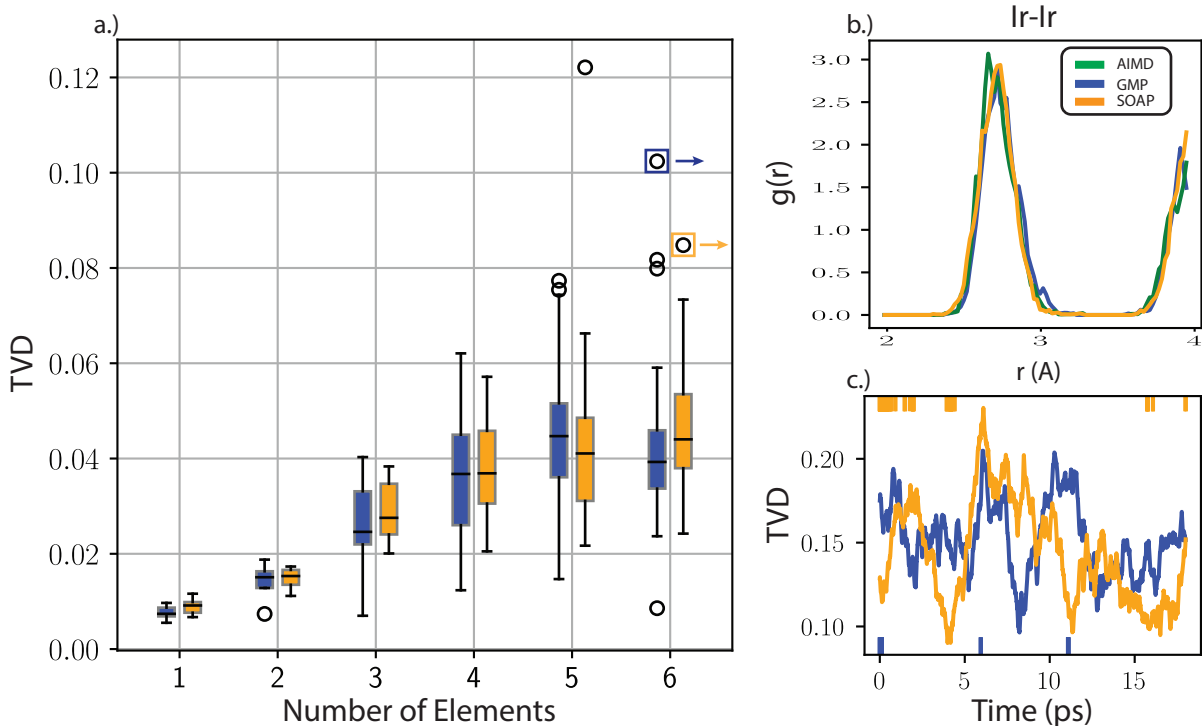 a.)
0.12
0.10
0.08
0.06
0.04
0.02
0.00
TVD
1 2 3 4 5 6
Number of Elements
b.)
Ir-Ir
AIMD
GMP
SOAP
3.0
2.5
2.0
1.5
1.0
0.5
0.0
g(r)
2 3 4
r (A)
c.)
0.20
0.15
0.10
TVD
0 5 10 15
Time (ps)